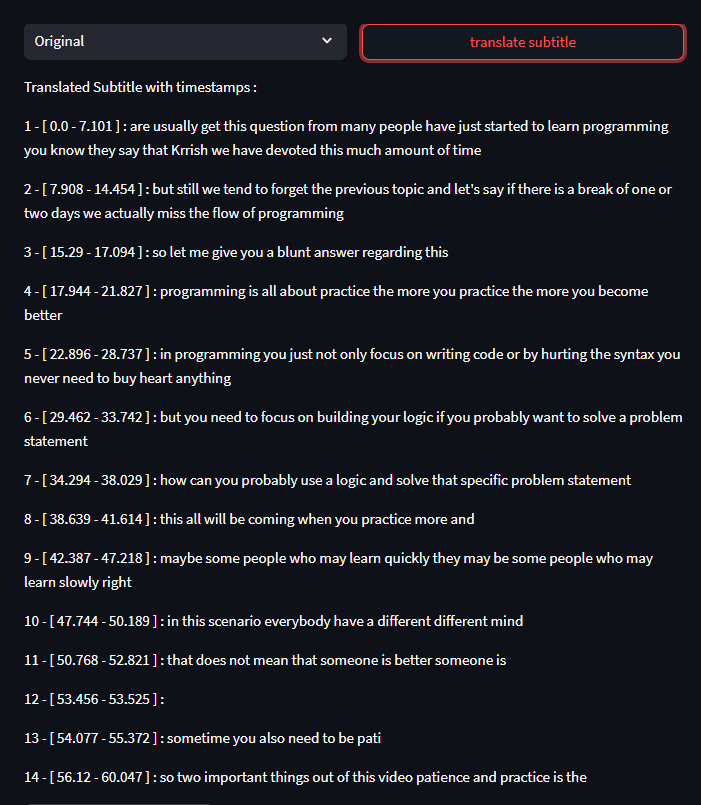 Original
translate subtitle
Translated Subtitle with timestamps :
1 - [ 0.0 - 7.101 ] : are usually get this question from many people have just started to learn programming
you know they say that Krrish we have devoted this much amount of time
2 - [ 7.908 - 14.454 ] : but still we tend to forget the previous topic and let's say if there is a break of one or
two days we actually miss the flow of programming
3 - [ 15.29 - 17.094 ] : so let me give you a blunt answer regarding this
4 - [ 17.944 - 21.827 ] : programming is all about practice the more you practice the more you become
better
5 - [ 22.896 - 28.737 ] : in programming you just not only focus on writing code or by hurting the syntax you
never need to buy heart anything
6 - [ 29.462 - 33.742 ] : but you need to focus on building your logic if you probably want to solve a problem
statement
7 - [ 34.294 - 38.029 ] : how can you probably use a logic and solve that specific problem statement
8 - [ 38.639 - 41.614 ] : this all will be coming when you practice more and
9 - [ 42.387 - 47.218 ] : maybe some people who may learn quickly they may be some people who may
learn slowly right
10 - [ 47.744 - 50.189 ] : in this scenario everybody have a different different mind
11 - [ 50.768 - 52.821 ] : that does not mean that someone is better someone is
12 - [ 53.456 - 53.525 ] :
13 - [ 54.077 - 55.372 ] : sometime you also need to be pati
14 - [ 56.12 - 60.047 ] : so two important things out of this video patience and practice is the